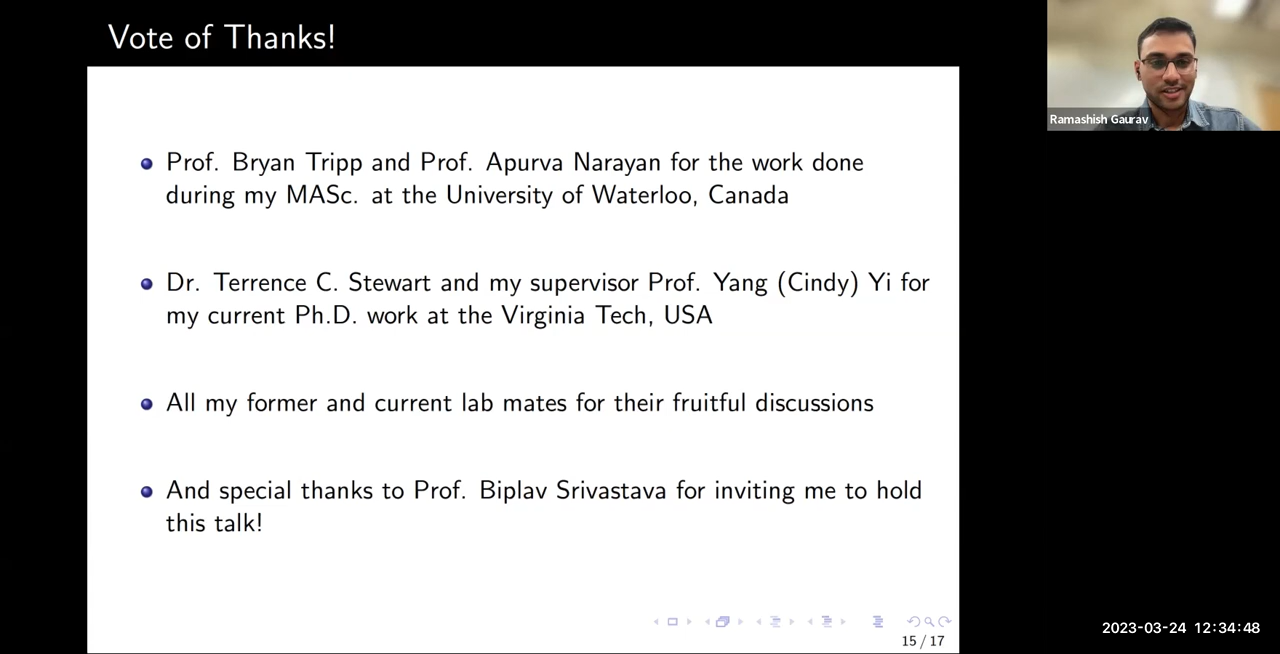 Vote of Thanks!
Ramashish Gaurav
Prof. Bryan Tripp and Prof. Apurva Narayan for the work done
during my MASc. at the University of Waterloo, Canada
Dr. Terrence C. Stewart and my supervisor Prof. Yang (Cindy) Yi for
my current Ph.D. work at the Virginia Tech, USA
All my former and current lab mates for their fruitful discussions
And special thanks to Prof. Biplav Srivastava for inviting me to hold
this talk!
15 / 17
2023-03-24 12:34:48